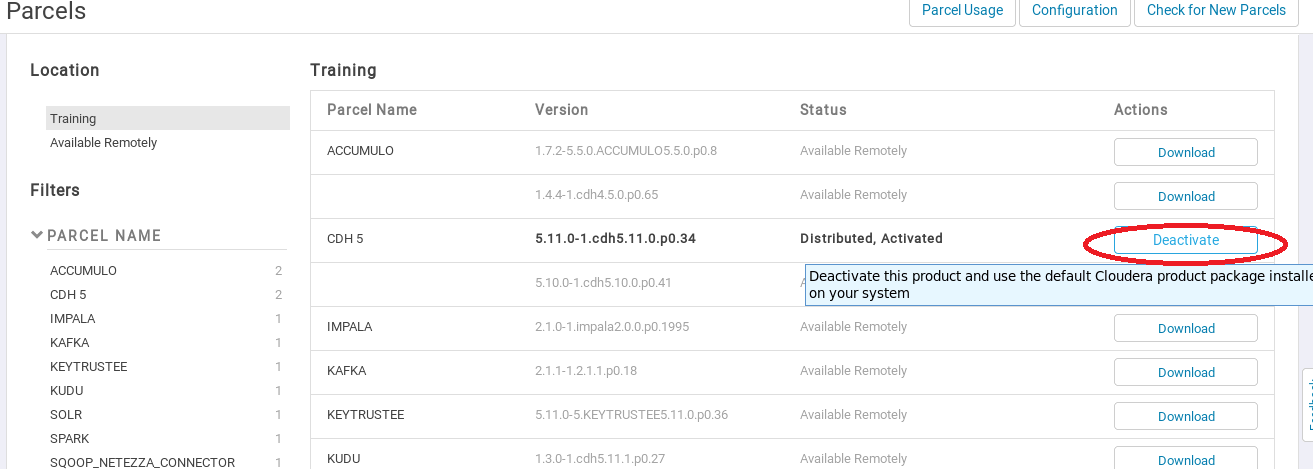 Parcels
Parcel Usage
Configuration
Check for New Parcels
Location
Training
Available Remotely
Filters
PARCEL NAME
ACCUMULO 2
CDH 5 2
IMPALA 1
KAFKA 1
KEYTRUSTEE 1
KUDU 1
SOLR 1
SPARK 1
SQOOP_NETEZZA_CONNECTOR 1
Training
Parcel Name Version Status Actions
ACCUMULO 1.7.2-5.5.0.ACCUMULO5.5.0.p0.8 Available Remotely Download
1.4.4-1.cdh4.5.0.p0.65 Available Remotely Download
CDH 5 5.11.0-1.cdh5.11.0.p0.34 Distributed, Activated Deactivate
Deactivate this product and use the default Cloudera product package installe
on your system
5.10.0-1.cdh5.10.0.p0.41
IMPALA 2.1.0-1.impala2.0.0.p0.1995 Available Remotely Download
KAFKA 2.1.1-1.2.1.1.p0.18 Available Remotely Download
KEYTRUSTEE 5.11.0-5.KEYTRUSTEE5.11.0.p0.36 Available Remotely Download
KUDU 1.3.0-1.cdh5.11.1.p0.27 Available Remotely Download
Feedback